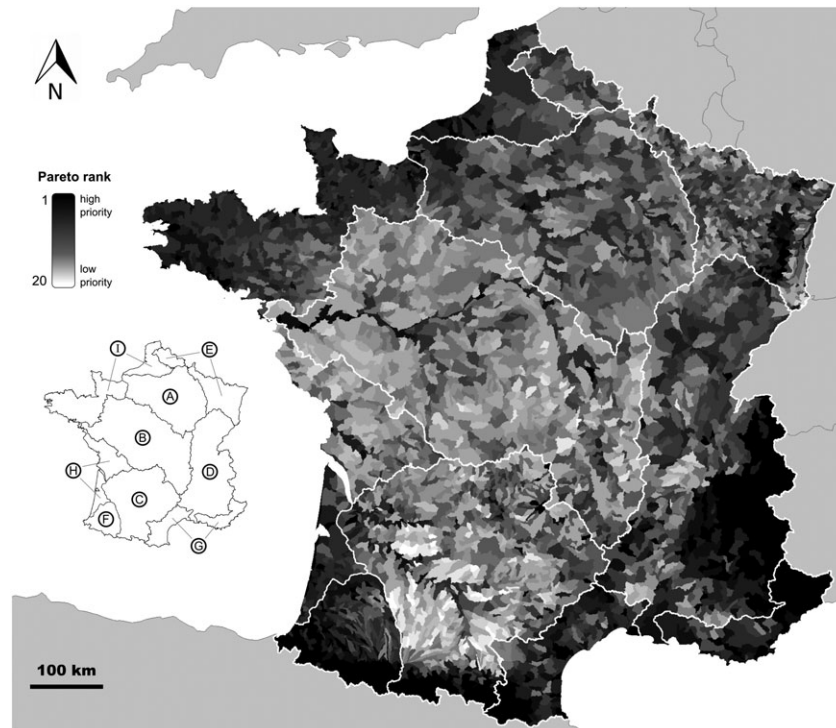 N
Pareto rank
1 high
priority
20 low
priority
I E
A
B
H D
C
F
G
100 km